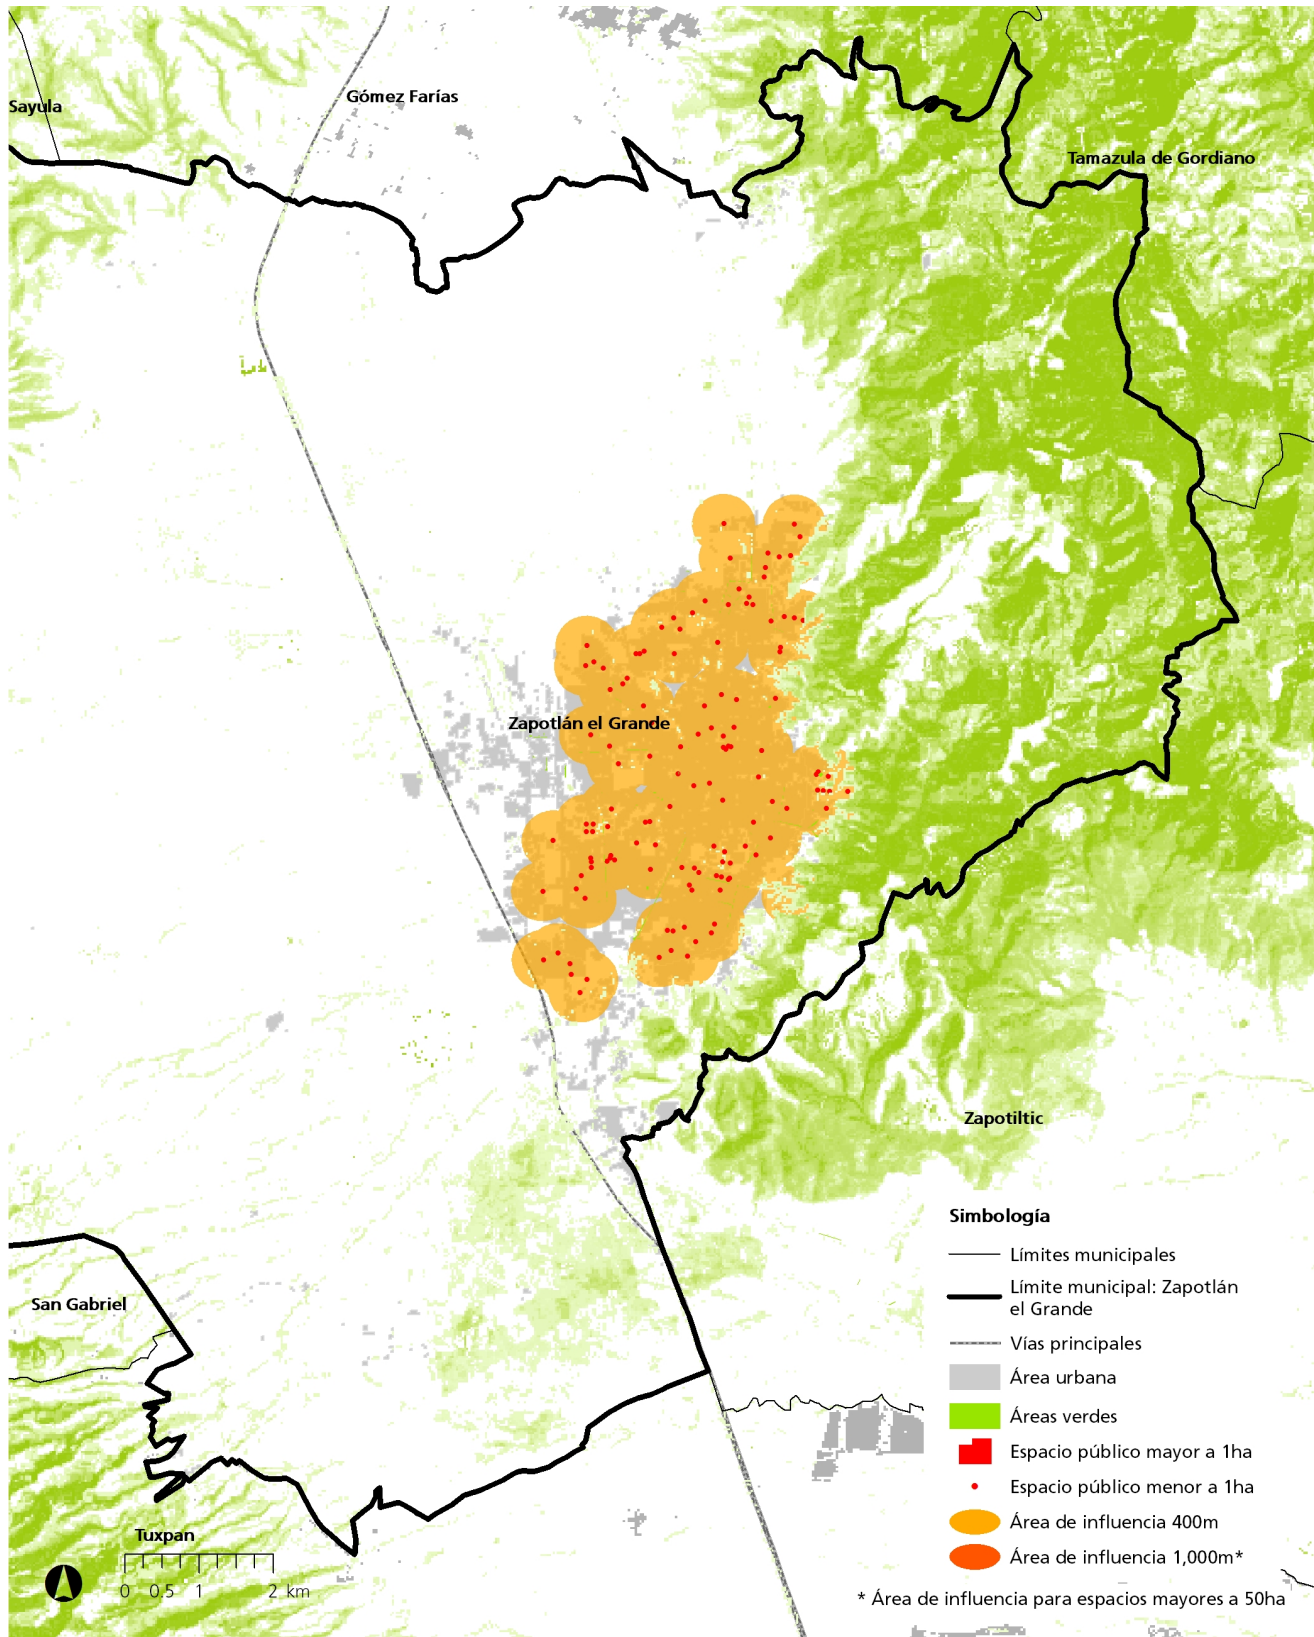 Gómez Farías
Sayula
Tamazula de Gordiano
Zapotlán el Grande
Zapotiltic
San Gabriel
Tuxpan
0 0.5 1 2 km
Simbología
Límites municipales
Límite municipal: Zapotlán
el Grande
Vías principales
Área urbana
Áreas verdes
Espacio público mayor a 1ha
Espacio público menor a 1ha
Área de influencia 400m
Área de influencia 1,000m*
* Área de influencia para espacios mayores a 50ha